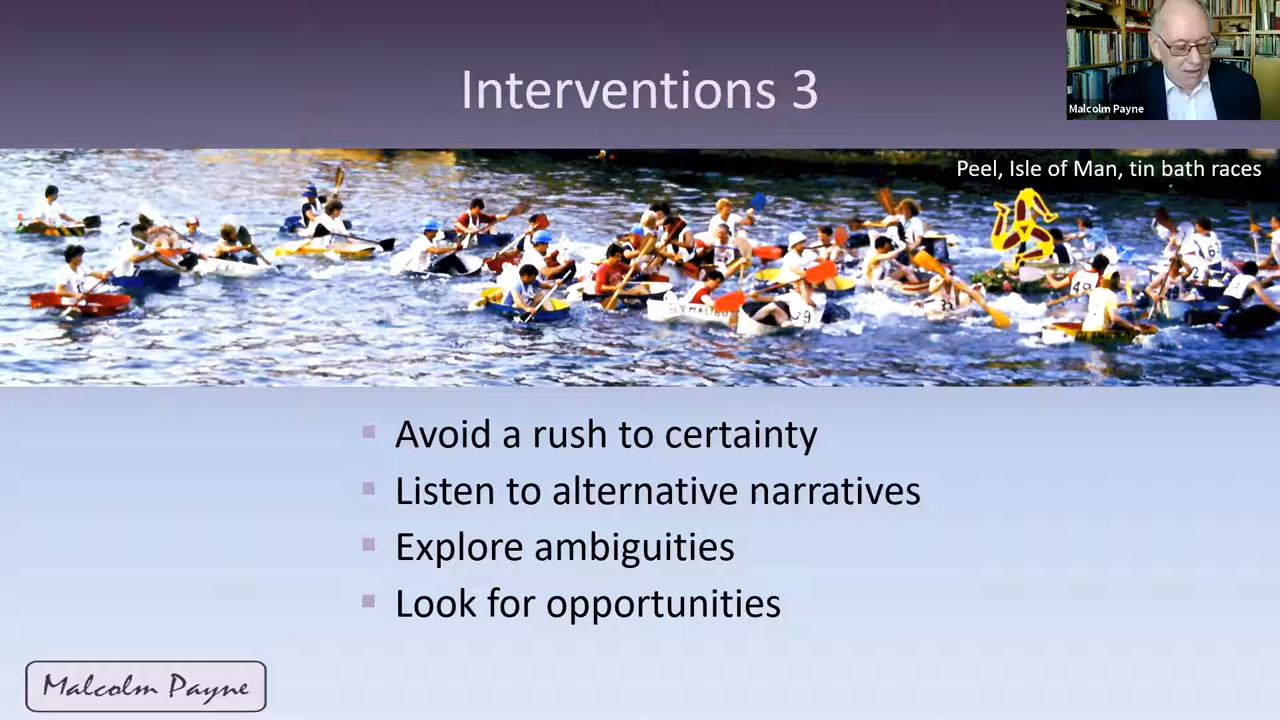 Interventions 3
Malcolm Payne
Peel, Isle of Man, tin bath races
Avoid a rush to certainty
Listen to alternative narratives
Explore ambiguities
Look for opportunities
Malcolm Payne